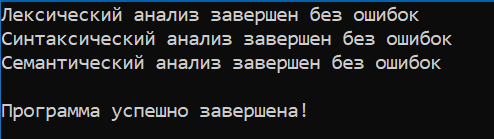 Лексический анализ завершен без ошибок
Синтаксический анализ завершен без ошибок
Семантический анализ завершен без ошибок
Программа успешно завершена!